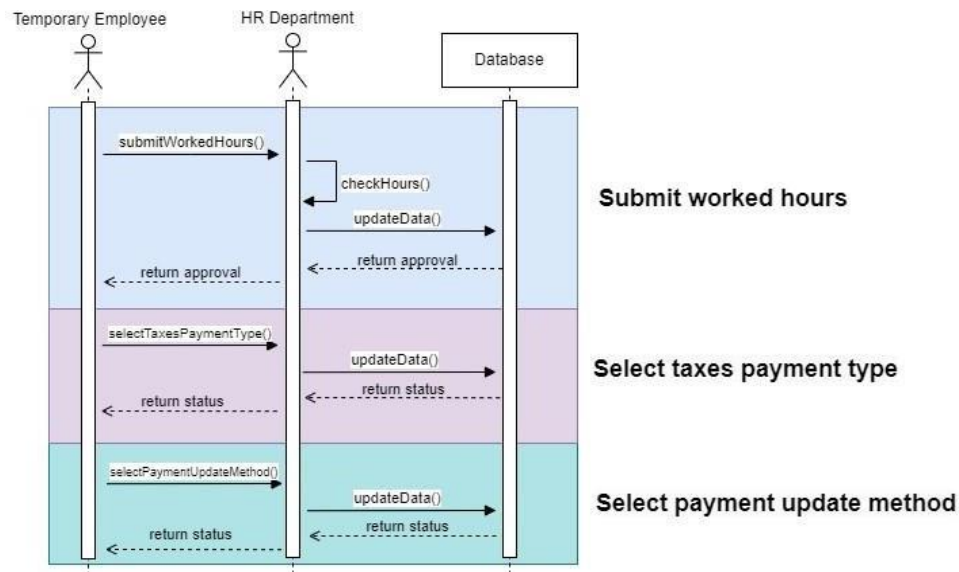 Temporary Employee
HR Department
Database
submitWorkedHours()
checkHours()
Submit worked hours
updateData()
return approval
return approval
selectTaxesPaymentType()
updateData()
Select taxes payment type
return status
return status
selectPaymentUpdateMethod()
updateData()
Select payment update method
return status
return status